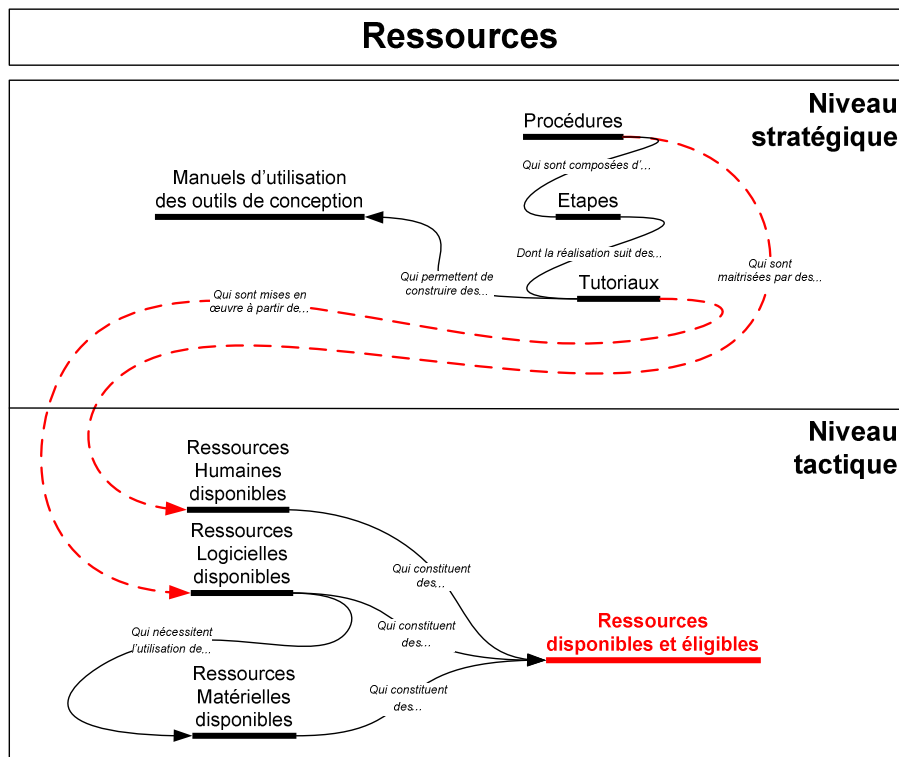 Ressources
Niveau
stratégique
Procédures
Qui sont composées d'...
Manuels d'utilisation
des outils de conception
Etapes
Dont la réalisation suit des...
Qui sont
maitrisées par des...
Qui permettent de
construire des...
Tutoriaux
Qui sont mises en
œuvre à partir de...
Niveau
tactique
Ressources
Humaines
disponibles
Ressources
Logicielles
disponibles
Qui constituent
des...
Qui constituent
des...
Ressources
disponibles et éligibles
Qui nécessitent
l'utilisation de...
Ressources
Matérielles
disponibles
Qui constituent
des...